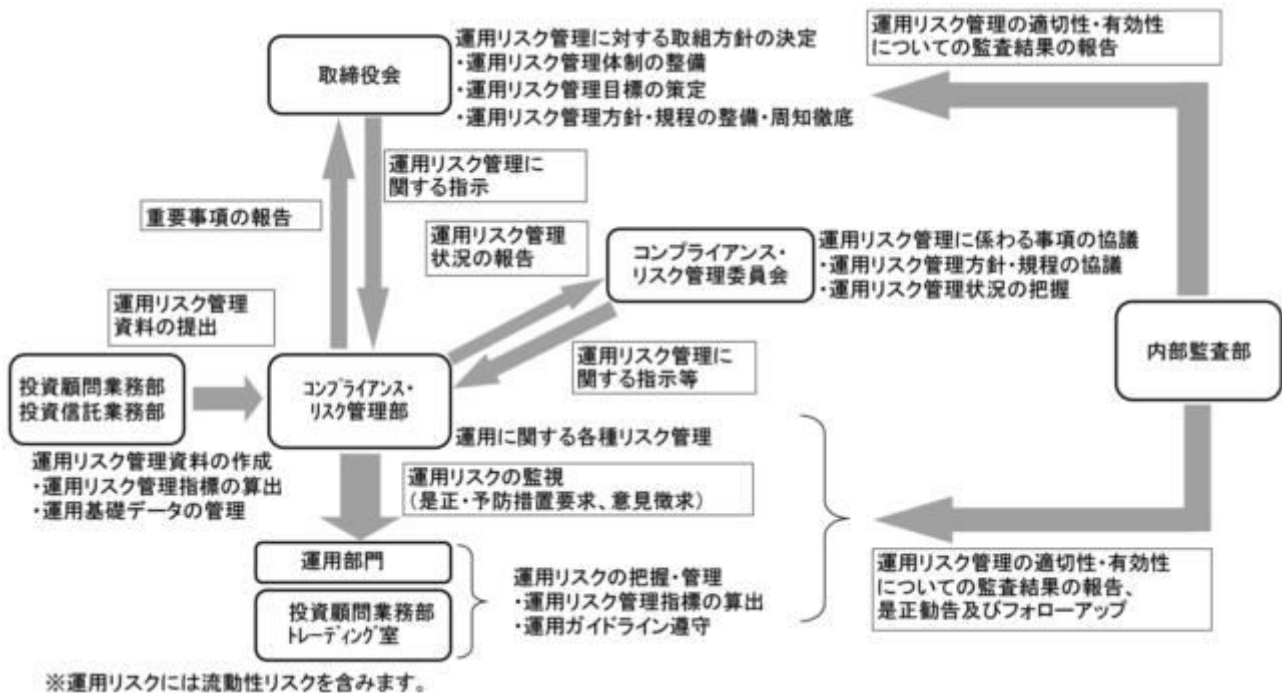 運用リスク管理に対する取組方針の決定
・運用リスク管理体制の整備
・運用リスク管理目標の策定
・運用リスク管理方針・規程の整備・周知徹底
取締役会
運用リスク管理の適切性・有効性
についての監査結果の報告
運用リスク管理に
関する指示
重要事項の報告
運用リスク管理
状況の報告
コンプライアンス・
リスク管理委員会
運用リスク管理に係わる事項の協議
・運用リスク管理方針・規程の協議
・運用リスク管理状況の把握
運用リスク管理
資料の提出
運用リスク管理に
関する指示等
内部監査部
投資顧問業務部
投資信託業務部
コンプライアンス・
リスク管理部
運用に関する各種リスク管理
運用リスク管理資料の作成
・運用リスク管理指標の算出
・運用基礎データの管理
運用リスクの監視
(是正・予防措置要求、意見徴求)
運用部門
投資顧問業務部
トレーディング室
運用リスクの把握・管理
・運用リスク管理指標の算出
・運用ガイドライン遵守
運用リスク管理の適切性・有効性
についての監査結果の報告、
是正勧告及びフォローアップ
※運用リスクには流動性リスクを含みます。